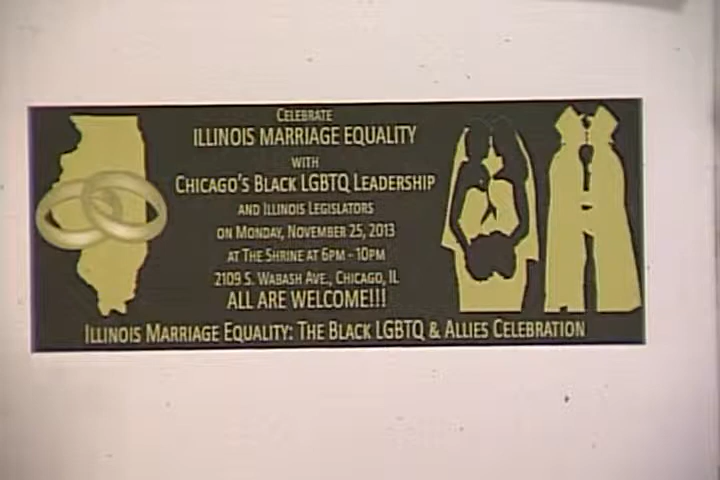 CELEBRATE
ILLINOIS MARRIAGE EQUALITY
WITH
CHICAGO'S BLACK LGBTQ LEADERSHIP
AND ILLINOIS LEGISLATORS
ON MONDAY, NOVEMBER 25, 2013
AT THE SHRINE AT 6PM - 10PM
2109 S. WABASH AVE., CHICAGO, IL
ALL ARE WELCOME!!!
ILLINOIS MARRIAGE EQUALITY: THE BLACK LGBTQ & ALLIES CELEBRATION